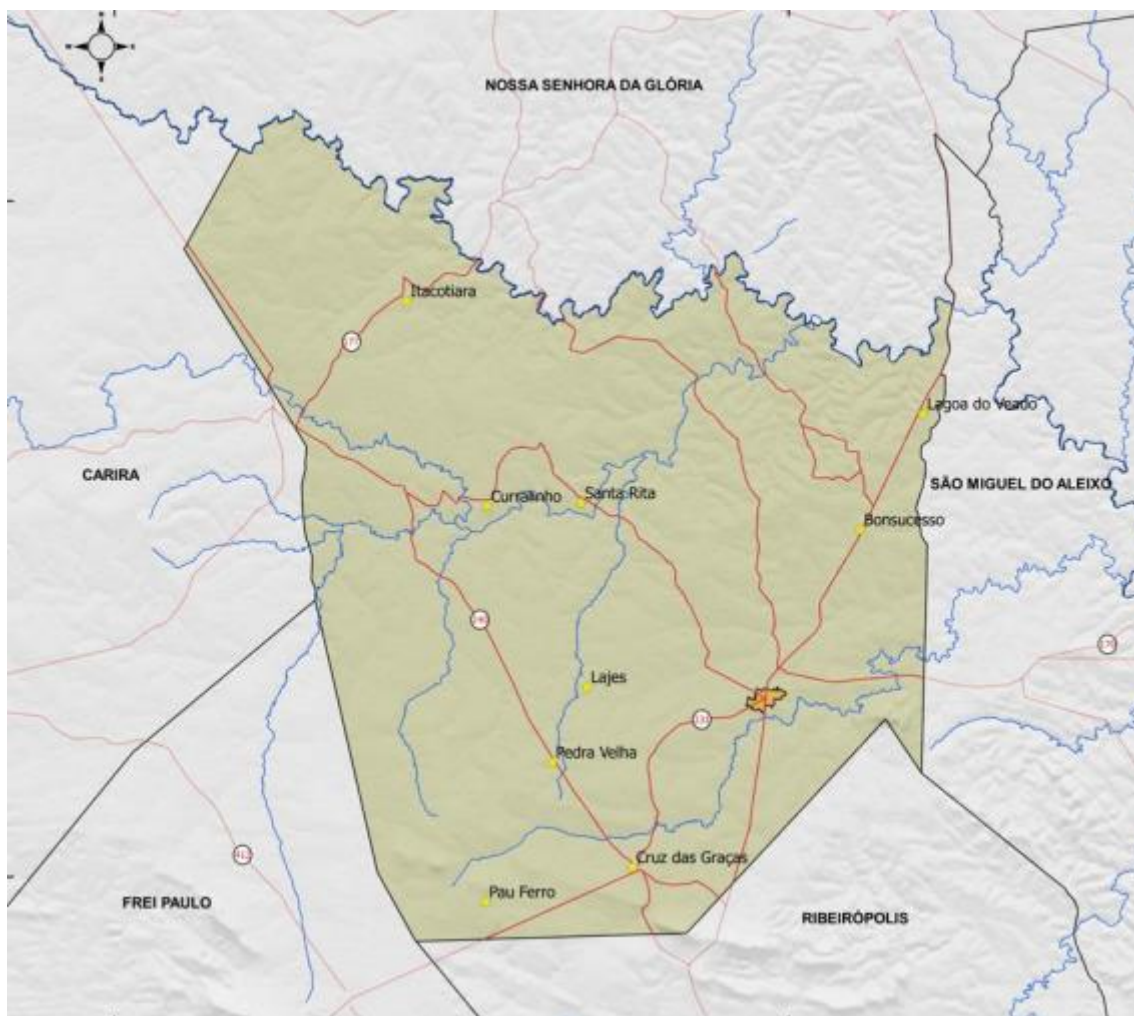 NOSSA SENHORA DA GLÓRIA
Itacotiara
Lagoa do Veado
CARIRA
SÃO MIGUEL DO ALEIXO
Curralinho
Santa Rita
Bonsucesso
Lajes
Pedra Velha
Cruz das Graças
Pau Ferro
FREI PAULO
RIBEIRÓPOLIS